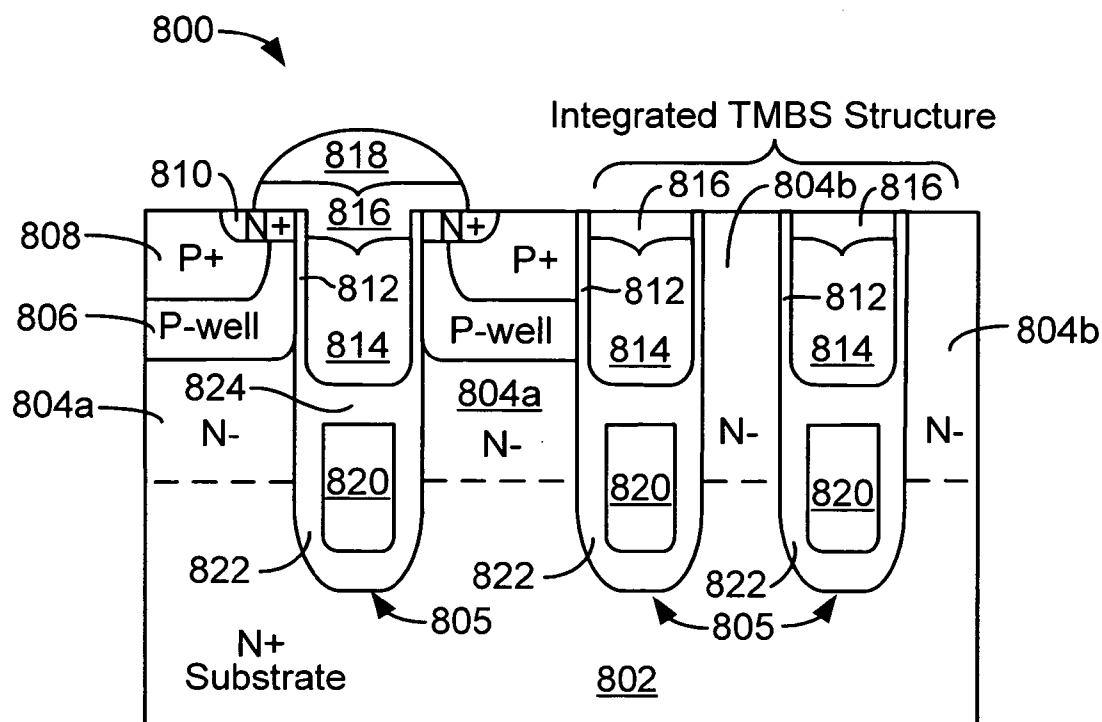 800
Integrated TMBS Structure
818
810
816
804b
816
N+
816
N+
808
P+
P+
812
812
812
806
P-well
P-well
814
814
814
804b
824
804a
804a
N-
N-
N-
N-
820
820
820
822
822
822
805
805
N+
Substrate
802